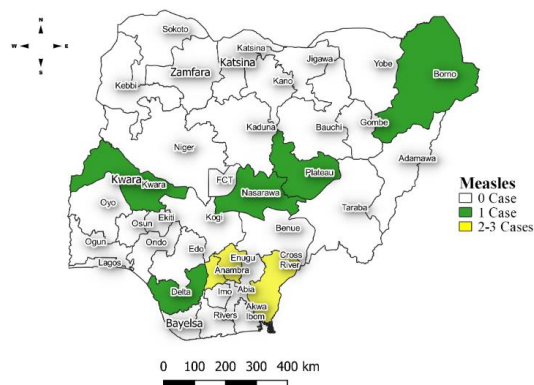 N
W E
S
Sokoto
Katsina
Katsina
Jigawa
Yobe
Borno
Zamfara
Kano
Kebbi
Gombe
Kaduna
Bauchi
Niger
Adamawa
Plateau
Kwara
Kwara
FCT
Nasarawa
Oyo
Taraba
Kogi
Ekiti
Osun
Benue
Ogun
Ondo
Edo
Enugu
Cross
River
Lagos
Anambra
Delta
Imo
Abia
Akwa
Ibom
Rivers
Bayelsa
Measles
0 Case
1 Case
2-3 Cases
0 100 200 300 400 km